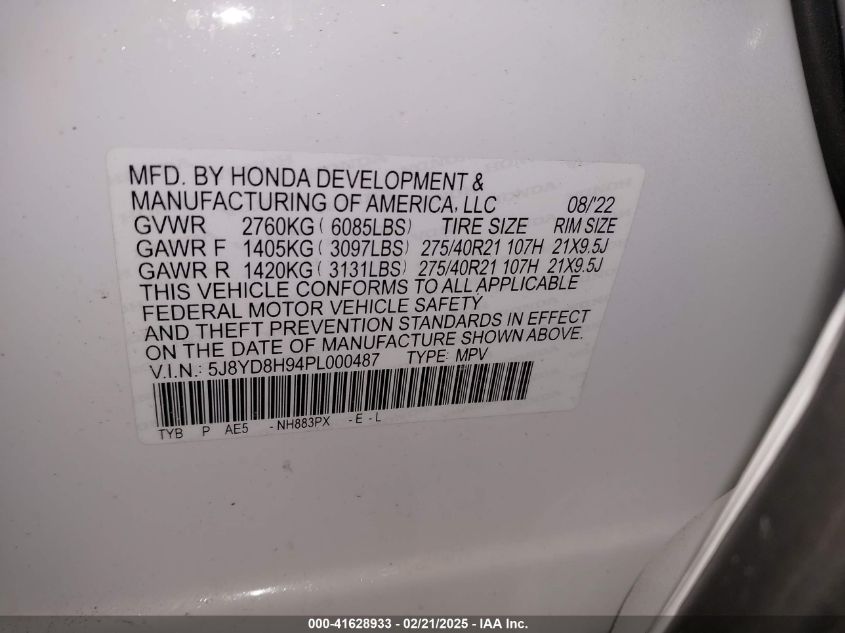 MFD. BY HONDA DEVELOPMENT &
MANUFACTURING OF AMERICA, LLC 08/'22
GVWR 2760KG ( 6085LBS) TIRE SIZE RIM SIZE
GAWR F 1405KG ( 3097LBS) 275/40R21 107H 21X9.5J
GAWR R 1420KG ( 3131LBS) 275/40R21 107H 21X9.5J
THIS VEHICLE CONFORMS TO ALL APPLICABLE
FEDERAL MOTOR VEHICLE SAFETY
AND THEFT PREVENTION STANDARDS IN EFFECT
ON THE DATE OF MANUFACTURE SHOWN ABOVE.
V.I.N.: 5J8YD8H94PL000487 TYPE: MPV
TYB P AE5 - NH883PX - E - L
000-41628933 / 02/21/2025 - IAA Inc.